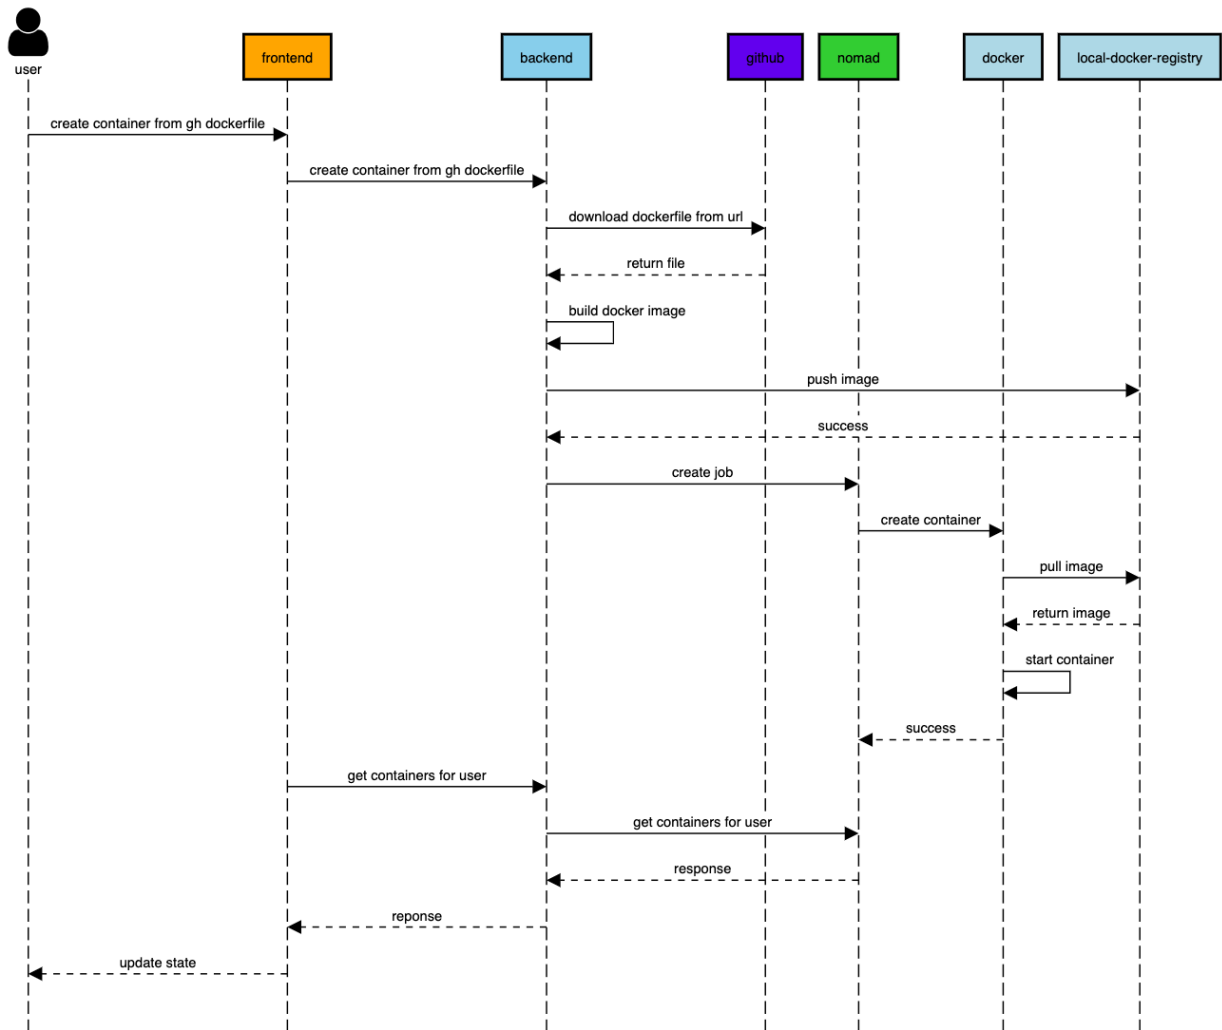 user
frontend
backend
github
nomad
docker
local-docker-registry
create container from gh dockerfile
create container from gh dockerfile
download dockerfile from url
return file
build docker image
push image
success
create job
create container
pull image
return image
start container
success
get containers for user
get containers for user
response
reponse
update state